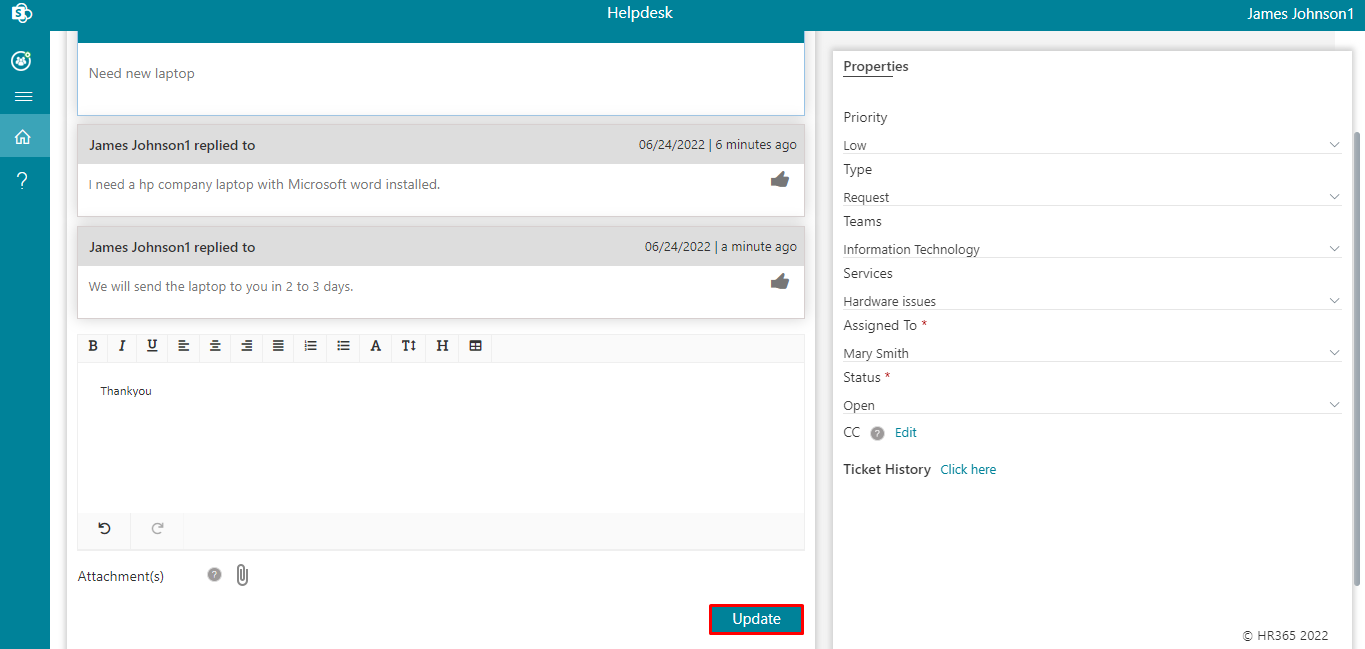 Helpdesk
James Johnson1
Need new laptop
James Johnson1 replied to
06/24/2022 | 6 minutes ago
I need a hp company laptop with Microsoft word installed.
James Johnson1 replied to
06/24/2022 | a minute ago
We will send the laptop to you in 2 to 3 days.
B I U A T H
Thankyou
Attachment(s) ?
Update
Properties
Priority
Low
Type
Request
Teams
Information Technology
Services
Hardware issues
Assigned To *
Mary Smith
Status *
Open
CC ? Edit
Ticket History Click here
© HR365 2022